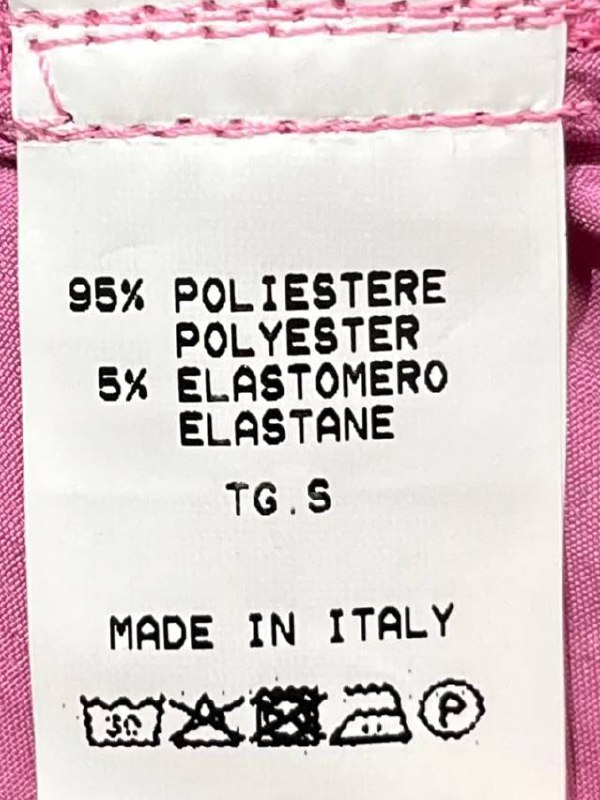 95% POLIESTERE
POLYESTER
5% ELASTOMERO
ELASTANE
TG.S
MADE IN ITALY
30 P